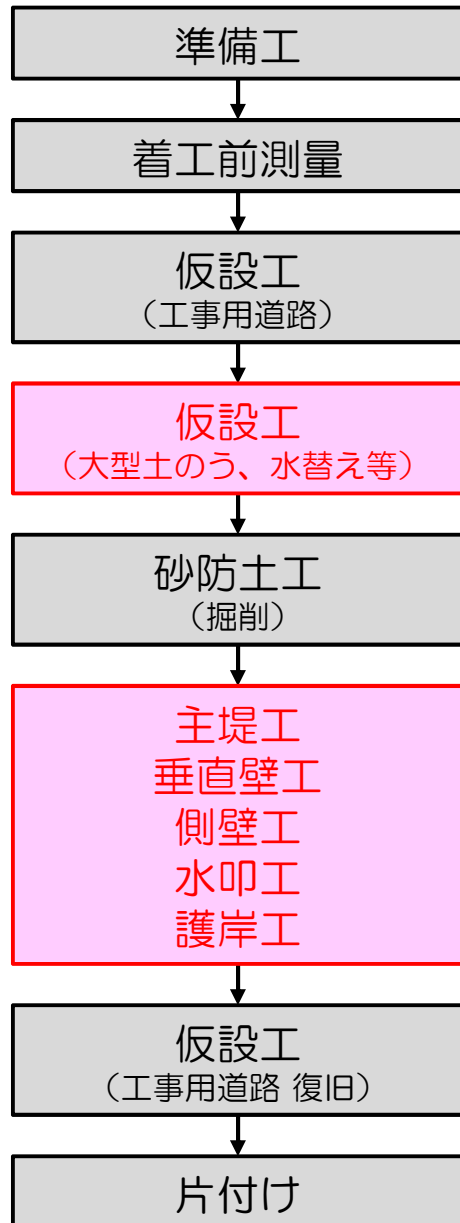 準備工
着工前測量
仮設工
（工事用道路）
仮設工
（大型土のう、水替え等）
砂防土工
（掘削）
主堤工
垂直壁工
側壁工
水叩工
護岸工
仮設工
（工事用道路 復旧）
片付け